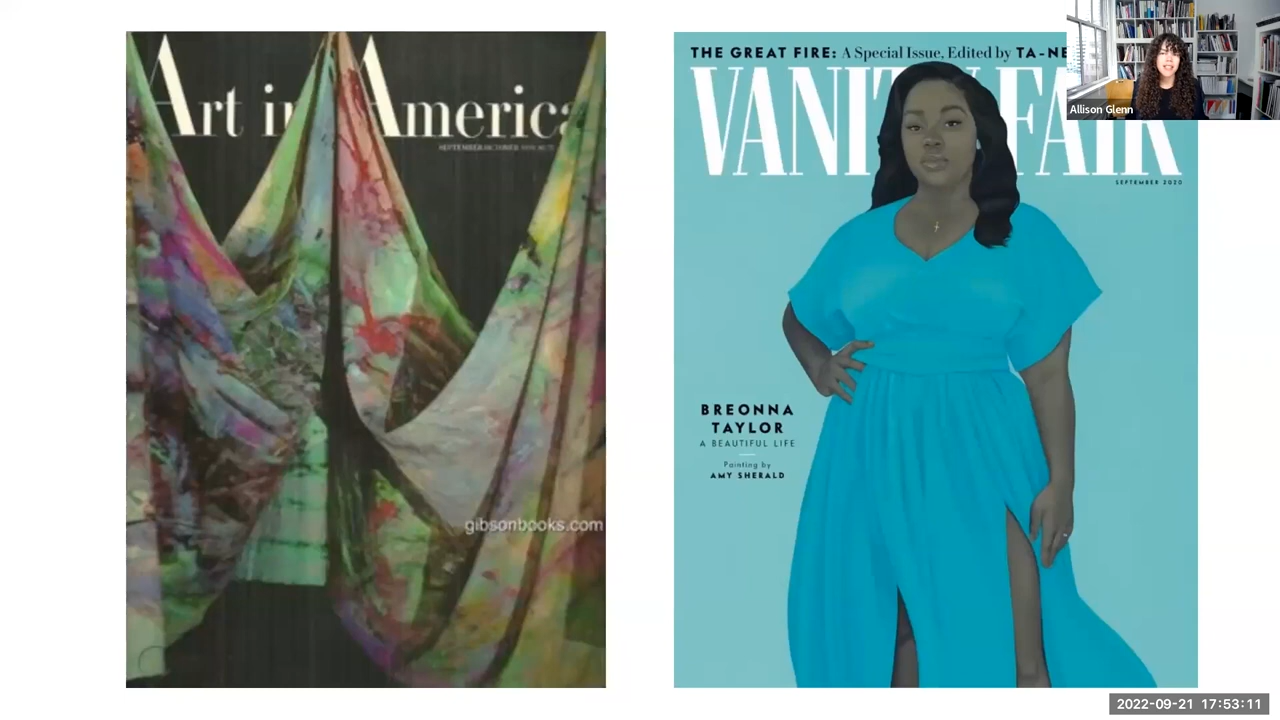 Art in America
gibsonbooks.com
THE GREAT FIRE: A Special Issue, Edited by TA-NE
VANITY FAIR
SEPTEMBER 2020
BREONNA
TAYLOR
A BEAUTIFUL LIFE
Painting by
AMY SHERALD
Allison Glenn
2022-09-21 17:53:11